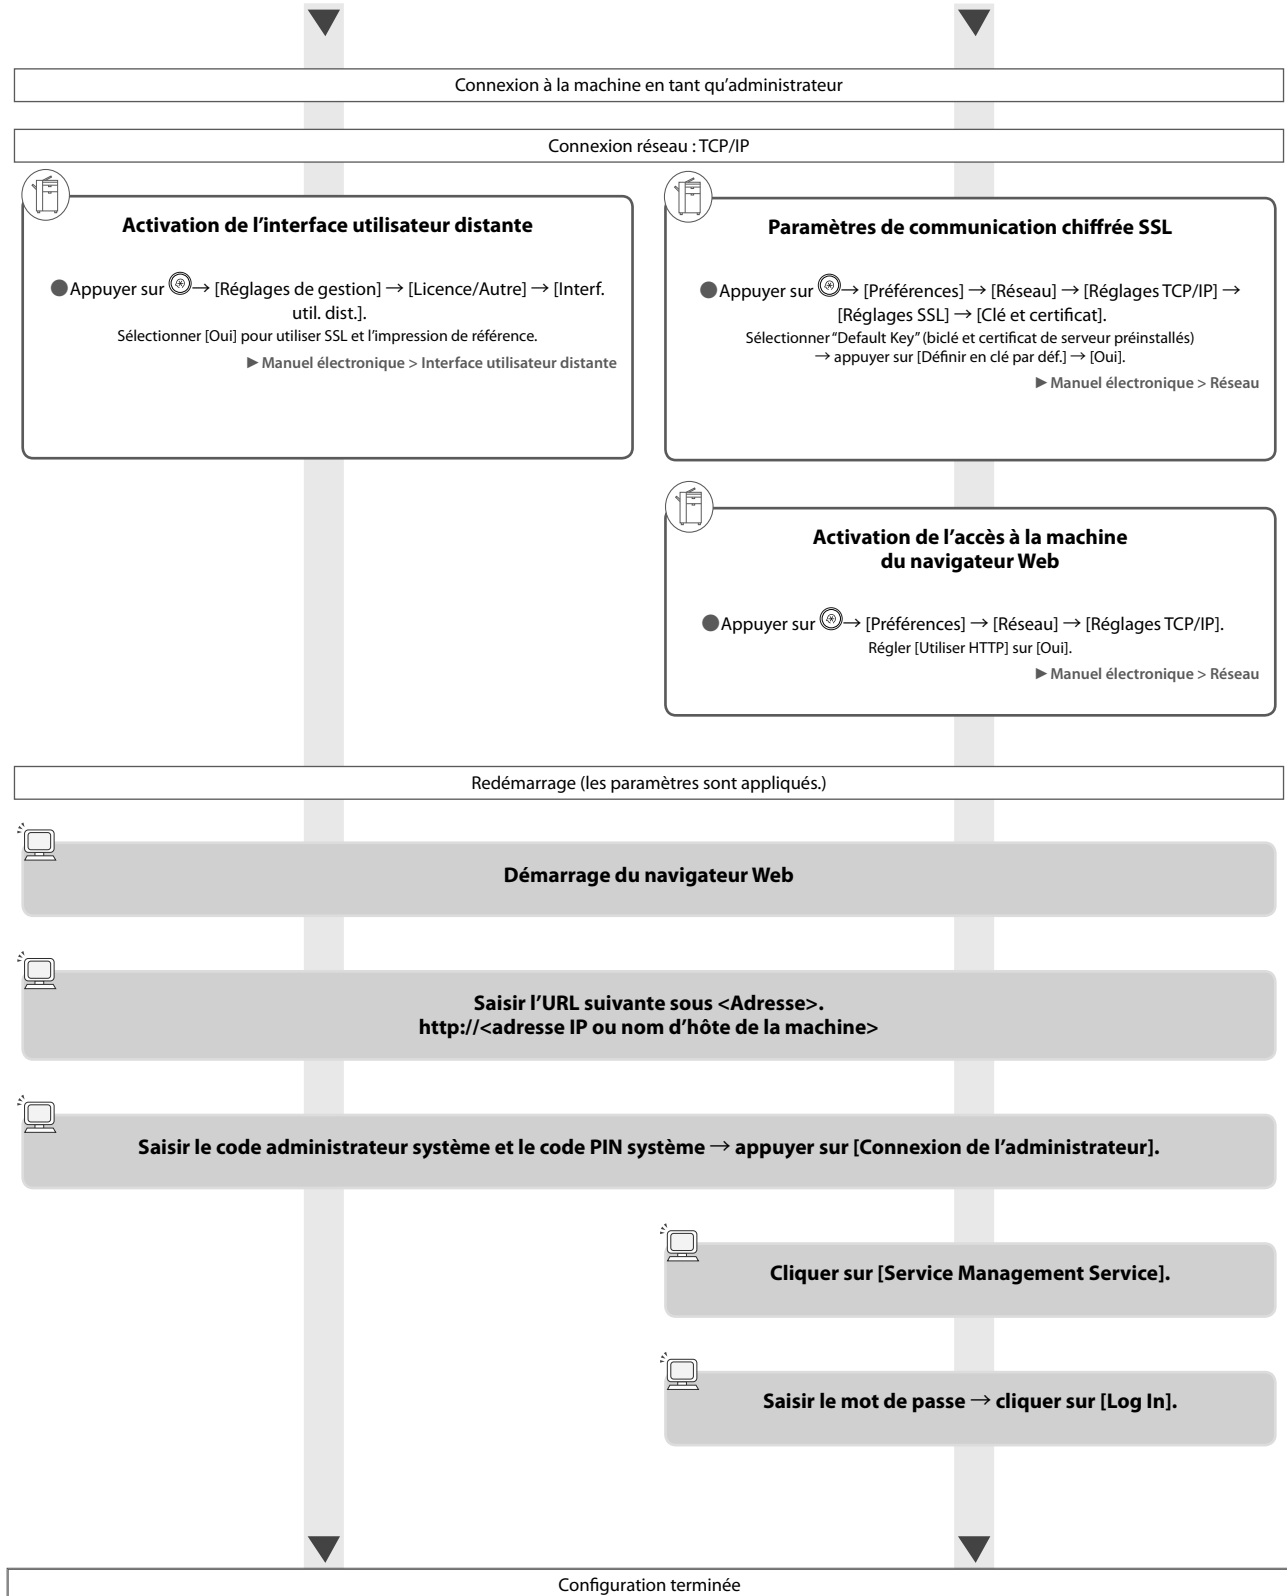 Connexion à la machine en tant qu’administrateur
Connexion réseau : TCP/IP
Activation de l’interface utilisateur distante
●Appuyer sur → [Réglages de gestion] → [Licence/Autre] → [Interf.
util. dist.].
Sélectionner [Oui] pour utiliser SSL et l’impression de référence.
►Manuel électronique > Interface utilisateur distante
Paramètres de communication chiffrée SSL
●Appuyer sur → [Préférences] → [Réseau] → [Réglages TCP/IP] →
[Réglages SSL] → [Clé et certificat].
Sélectionner “Default Key” (biclé et certificat de serveur préinstallés)
→ appuyer sur [Définir en clé par déf.] → [Oui].
►Manuel électronique > Réseau
Activation de l’accès à la machine
du navigateur Web
●Appuyer sur → [Préférences] → [Réseau] → [Réglages TCP/IP].
Régler [Utiliser HTTP] sur [Oui].
►Manuel électronique > Réseau
Redémarrage (les paramètres sont appliqués.)
Démarrage du navigateur Web
Saisir l’URL suivante sous <Adresse>.
http://<adresse IP ou nom d’hôte de la machine>
Saisir le code administrateur système et le code PIN système → appuyer sur [Connexion de l’administrateur].
Cliquer sur [Service Management Service].
Saisir le mot de passe → cliquer sur [Log In].
Configuration terminée